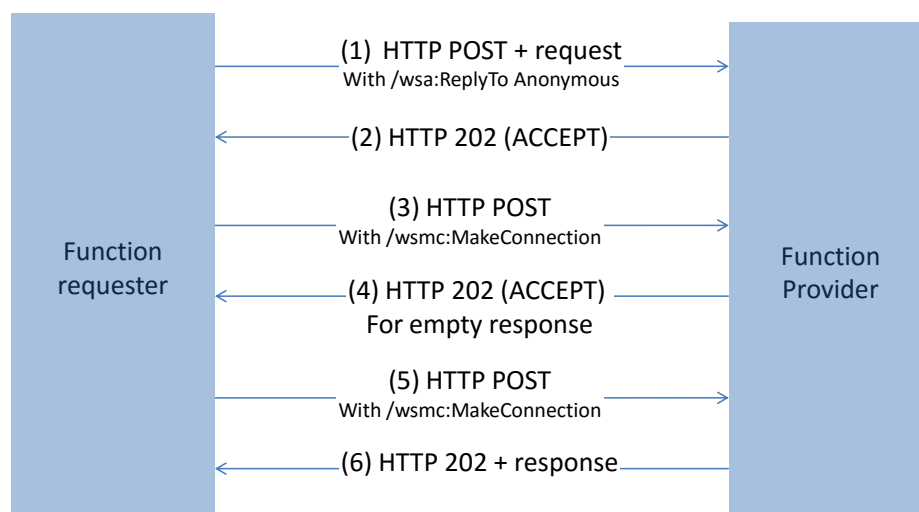 (1) HTTP POST + request
With /wsa:ReplyTo Anonymous
(2) HTTP 202 (ACCEPT)
(3) HTTP POST
With /wsmc:MakeConnection
Function
requester
Function
Provider
(4) HTTP 202 (ACCEPT)
For empty response
(5) HTTP POST
With /wsmc:MakeConnection
(6) HTTP 202 + response